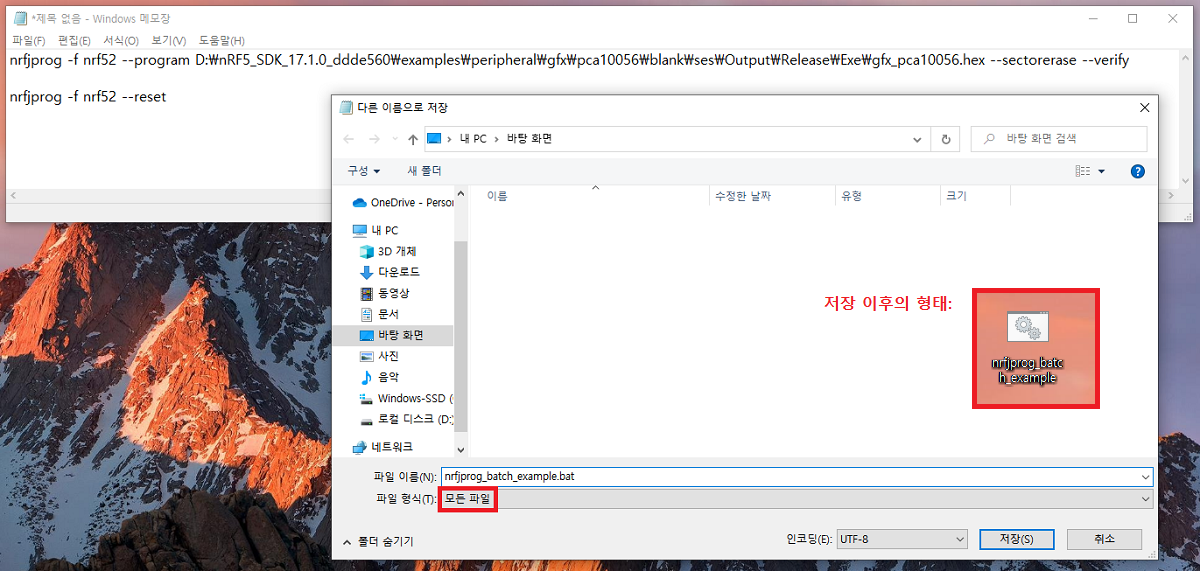 *제목 없음 - Windows 메모장
파일(F) 편집(E) 서식(O) 보기(V) 도움말(H)
nrfjprog -f nrf52 --program D:₩nRF5_SDK_17.1.0_ddde560₩examples₩peripheral₩gfx₩pca10056₩blank₩ses₩Output₩Release₩Exe₩gfx_pca10056.hex --sectorerase --verify
nrfjprog -f nrf52 --reset
다른 이름으로 저장
내 PC > 바탕 화면
바탕 화면 검색
구성 새 폴더
이름 수정한 날짜 유형 크기
OneDrive - Person
내 PC
3D 개체
다운로드
동영상
문서
바탕 화면
사진
음악
Windows-SSD (
로컬 디스크 (D:)
네트워크
저장 이후의 형태:
nrfjprog_batc
h_example
파일 이름(N): nrfjprog_batch_example.bat
파일 형식(T): 모든 파일
폴더 숨기기
인코딩(E): UTF-8
저장(S)
취소